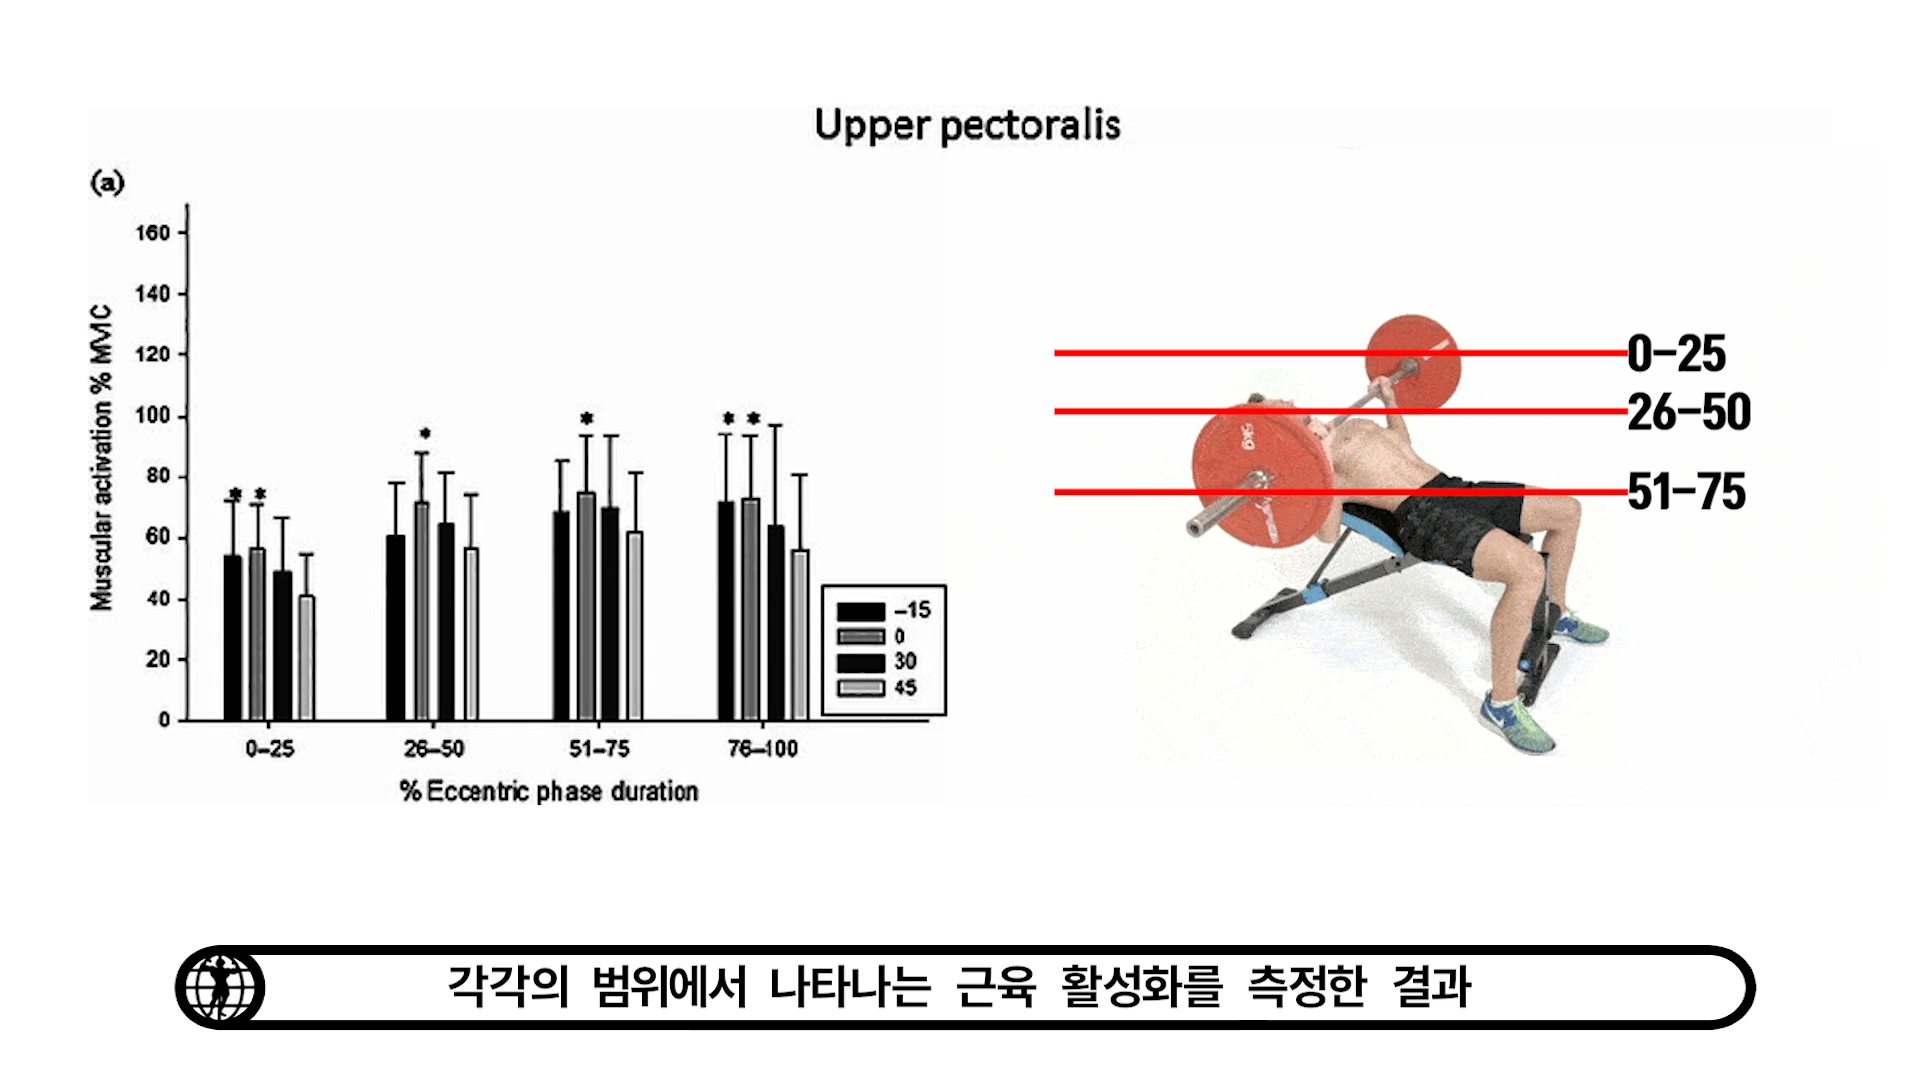 Upper pectoralis
(a)
Muscular activation % MVIC
160
140
120
100
80
60
40
20
0
* * * * * *
0–25 26–50 51–75 76–100
% Eccentric phase duration
–15
0
30
45
0–25
26–50
51–75
5kg
각각의 범위에서 나타나는 근육 활성화를 측정한 결과